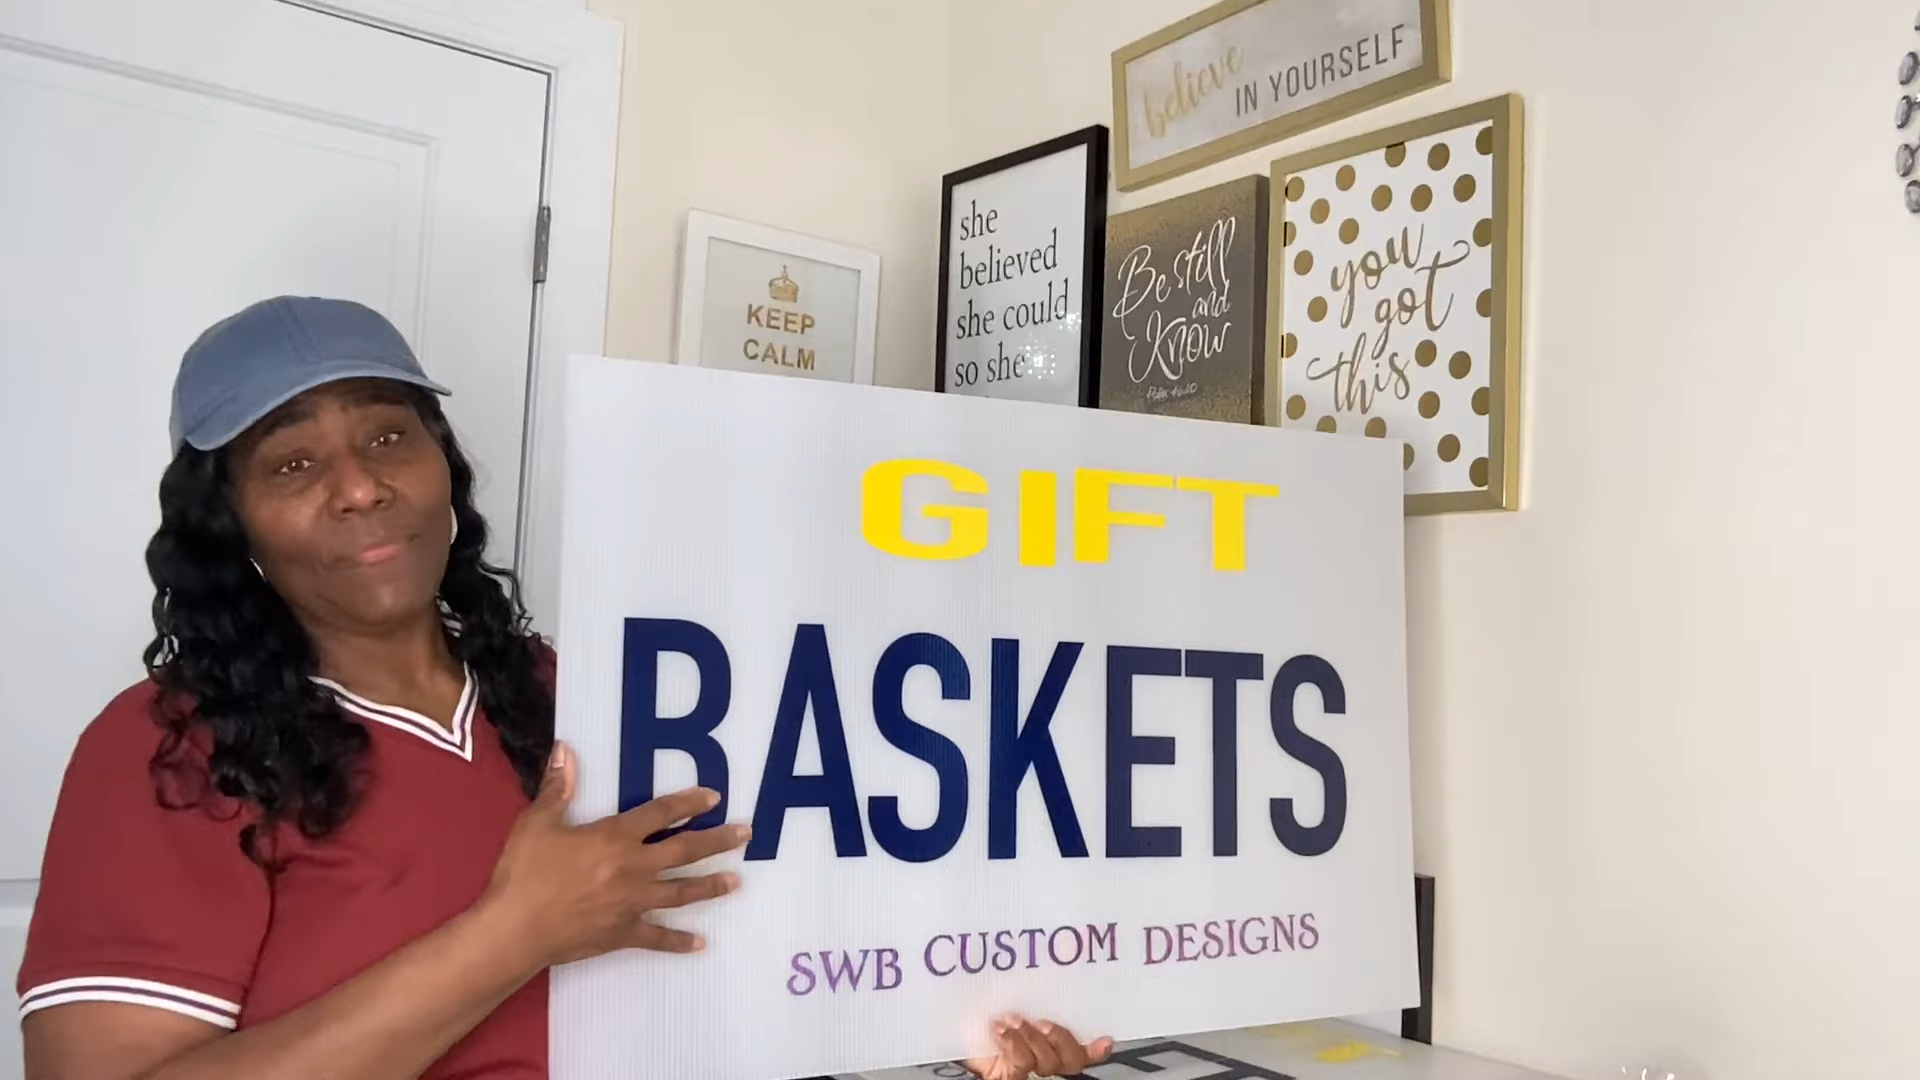 believe
IN YOURSELF
KEEP
CALM
she
believed
she could
so she
Be still
and
Know
you
got
this
GIFT
BASKETS
SWB CUSTOM DESIGNS